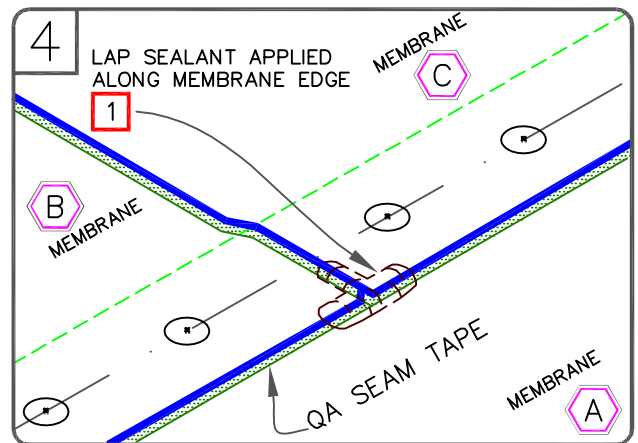 4
LAP SEALANT APPLIED
ALONG MEMBRANE EDGE
1
MEMBRANE
C
B
MEMBRANE
QA SEAM TAPE
MEMBRANE
A